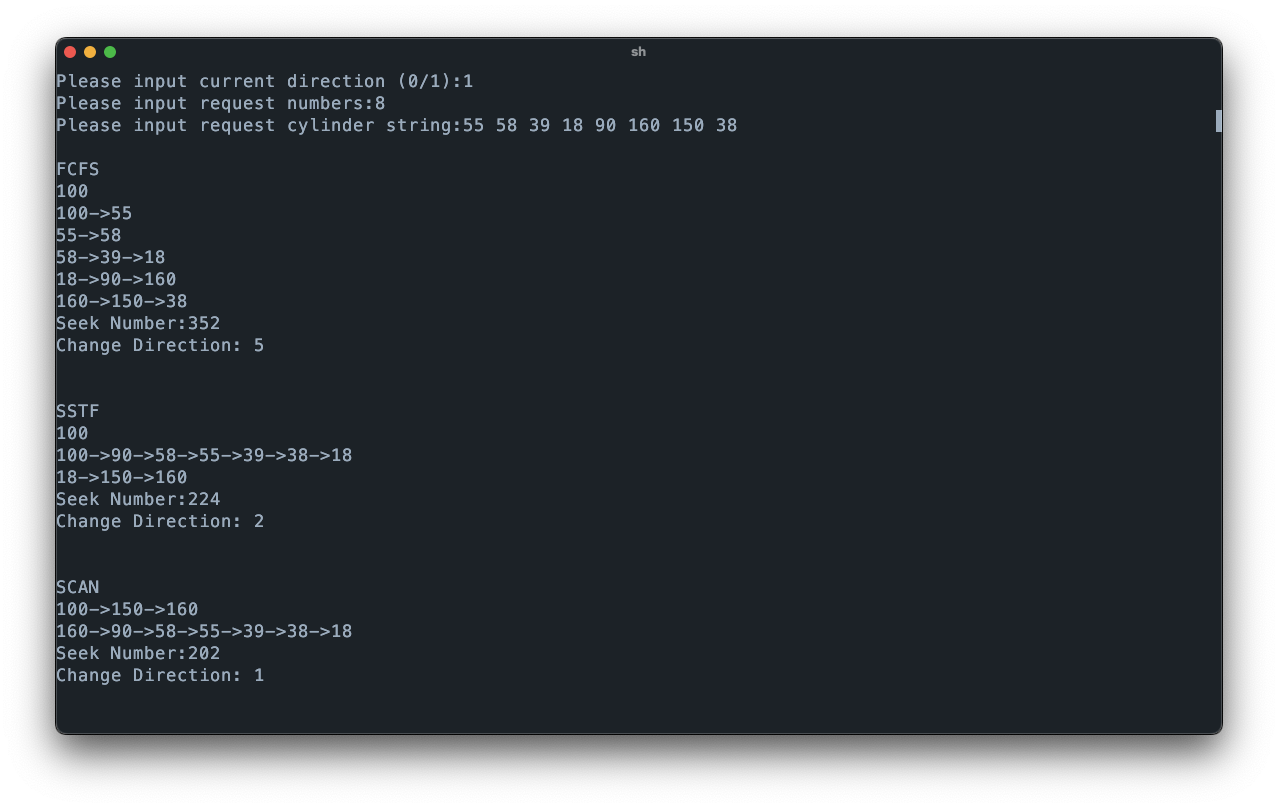 sh
Please input current direction (0/1):1
Please input request numbers:8
Please input request cylinder string:55 58 39 18 90 160 150 38
FCFS
100
100->55
55->58
58->39->18
18->90->160
160->150->38
Seek Number:352
Change Direction: 5
SSTF
100
100->90->58->55->39->38->18
18->150->160
Seek Number:224
Change Direction: 2
SCAN
100->150->160
160->90->58->55->39->38->18
Seek Number:202
Change Direction: 1